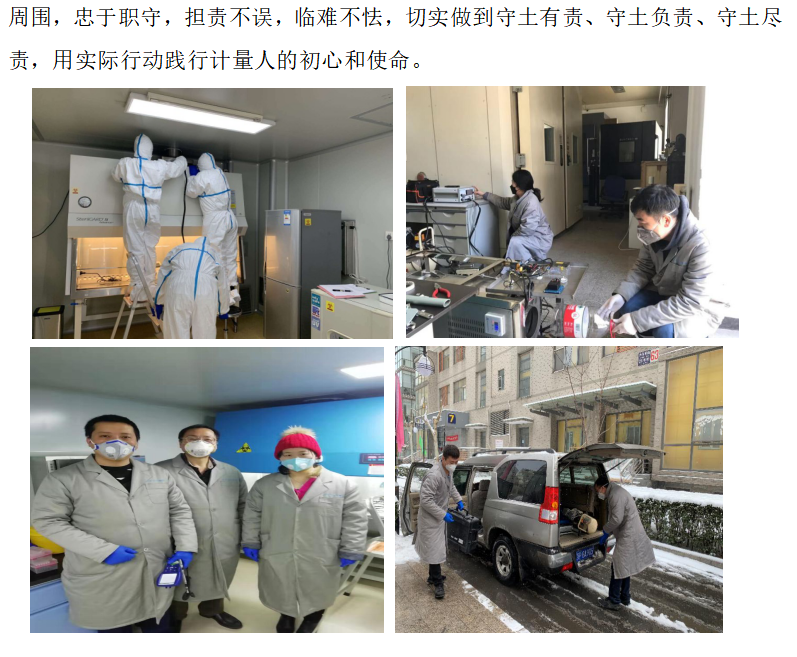 周围，忠于职守，担责不误，临难不怯，切实做到守土有责、守土负责、守土尽
责，用实际行动践行计量人的初心和使命。
7